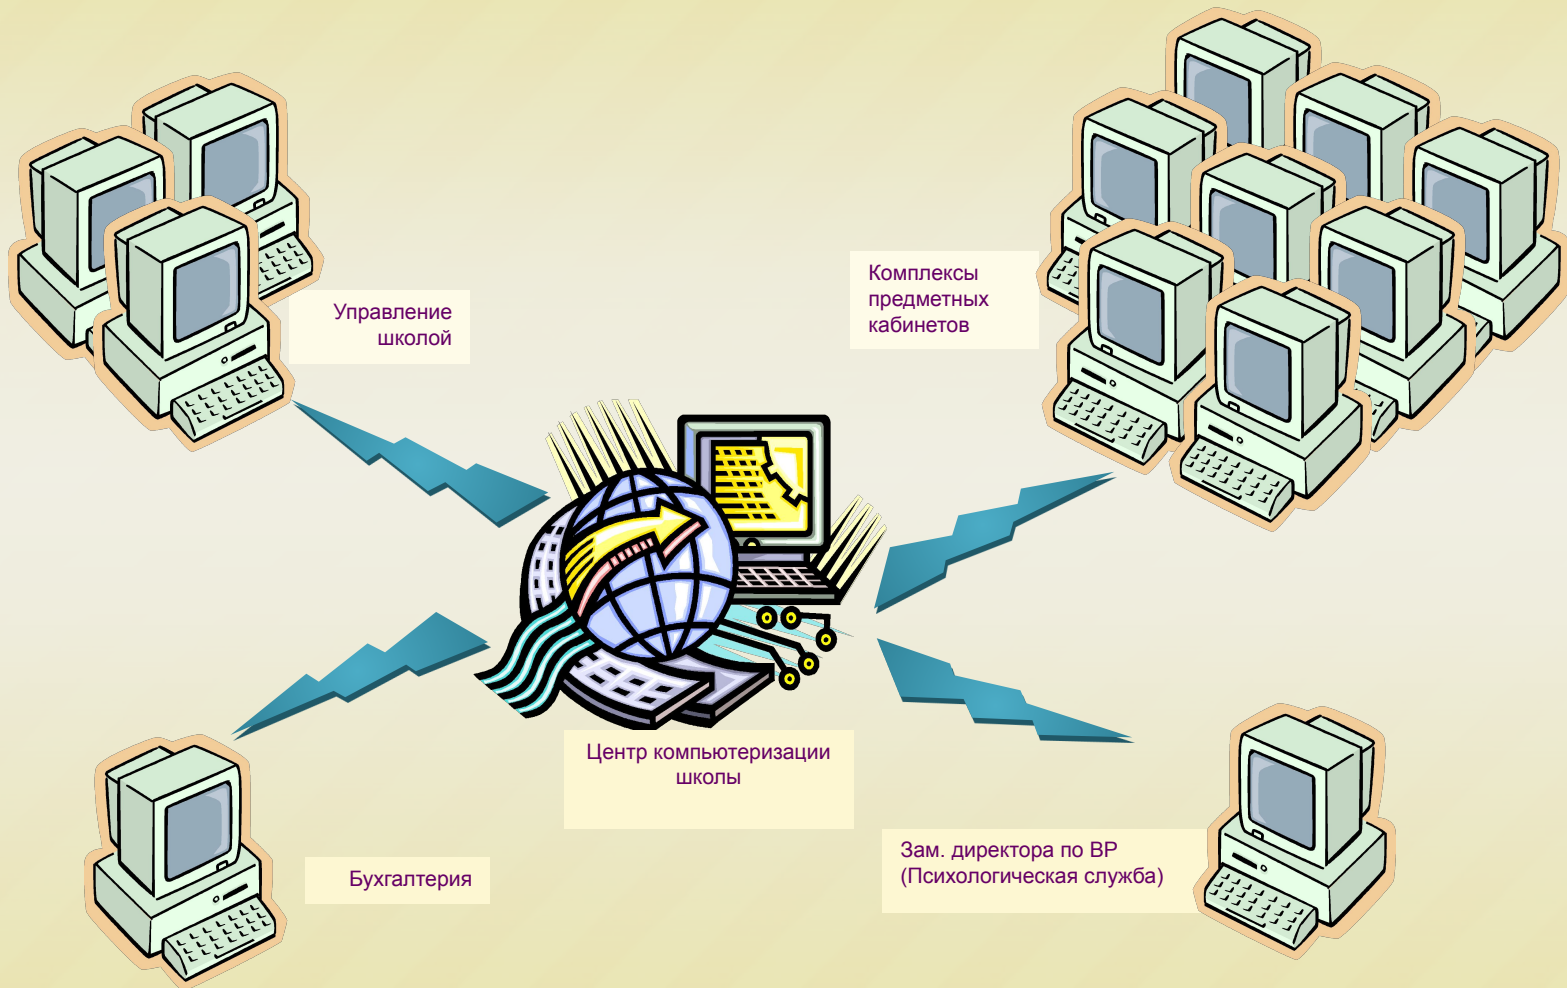 Управление
школой
Комплексы
предметных
кабинетов
Центр компьютеризации
школы
Бухгалтерия
Зам. директора по ВР
(Психологическая служба)